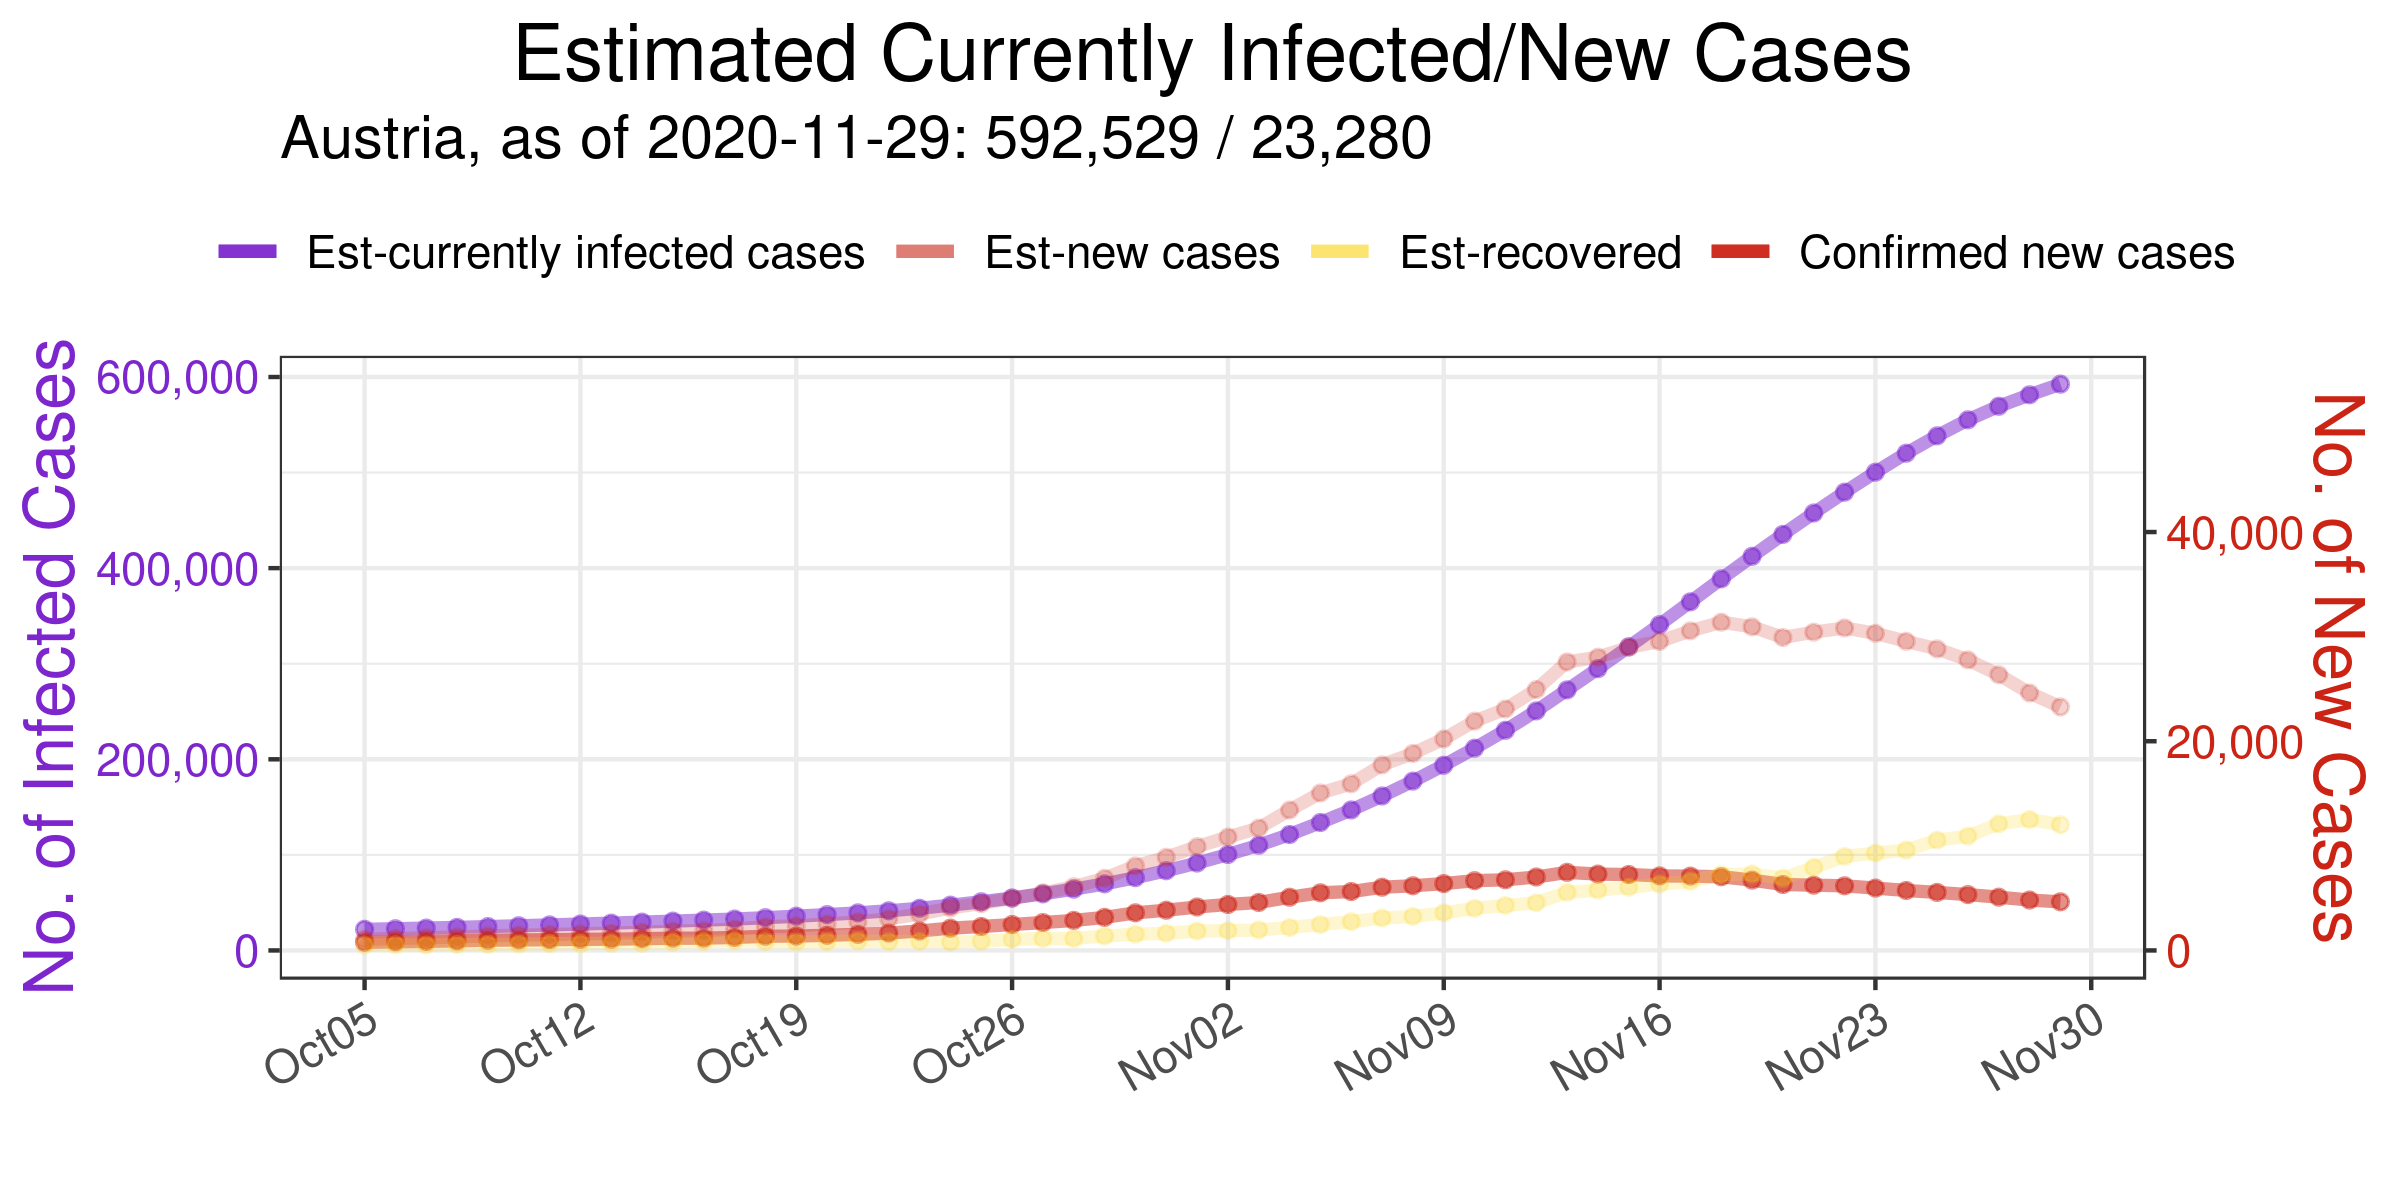 Estimated Currently Infected/New Cases
Austria, as of 2020-11-29: 592,529 / 23,280
Est-currently infected cases Est-new cases Est-recovered Confirmed new cases
No. of Infected Cases
600,000
400,000
200,000
0
No. of New Cases
40,000
20,000
0
Oct05 Oct12 Oct19 Oct26 Nov02 Nov09 Nov16 Nov23 Nov30